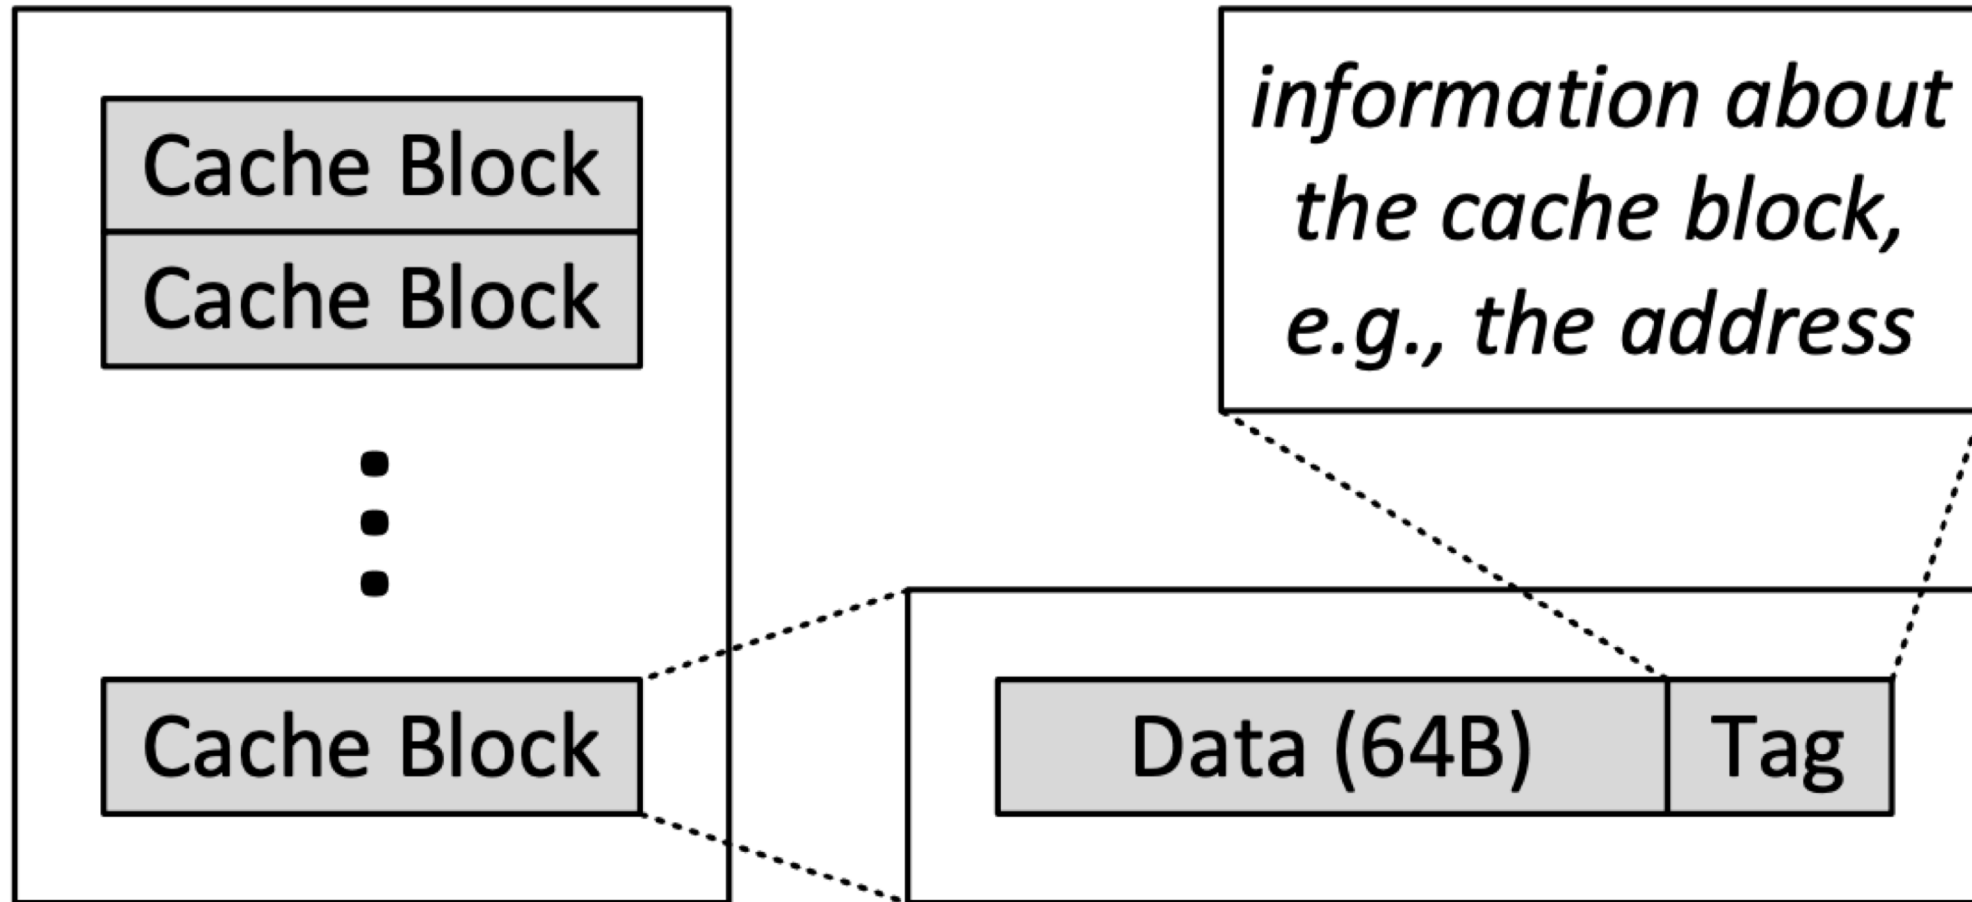 Cache Block
Cache Block
Cache Block
information about
the cache block,
e.g., the address
Data (64B)
Tag